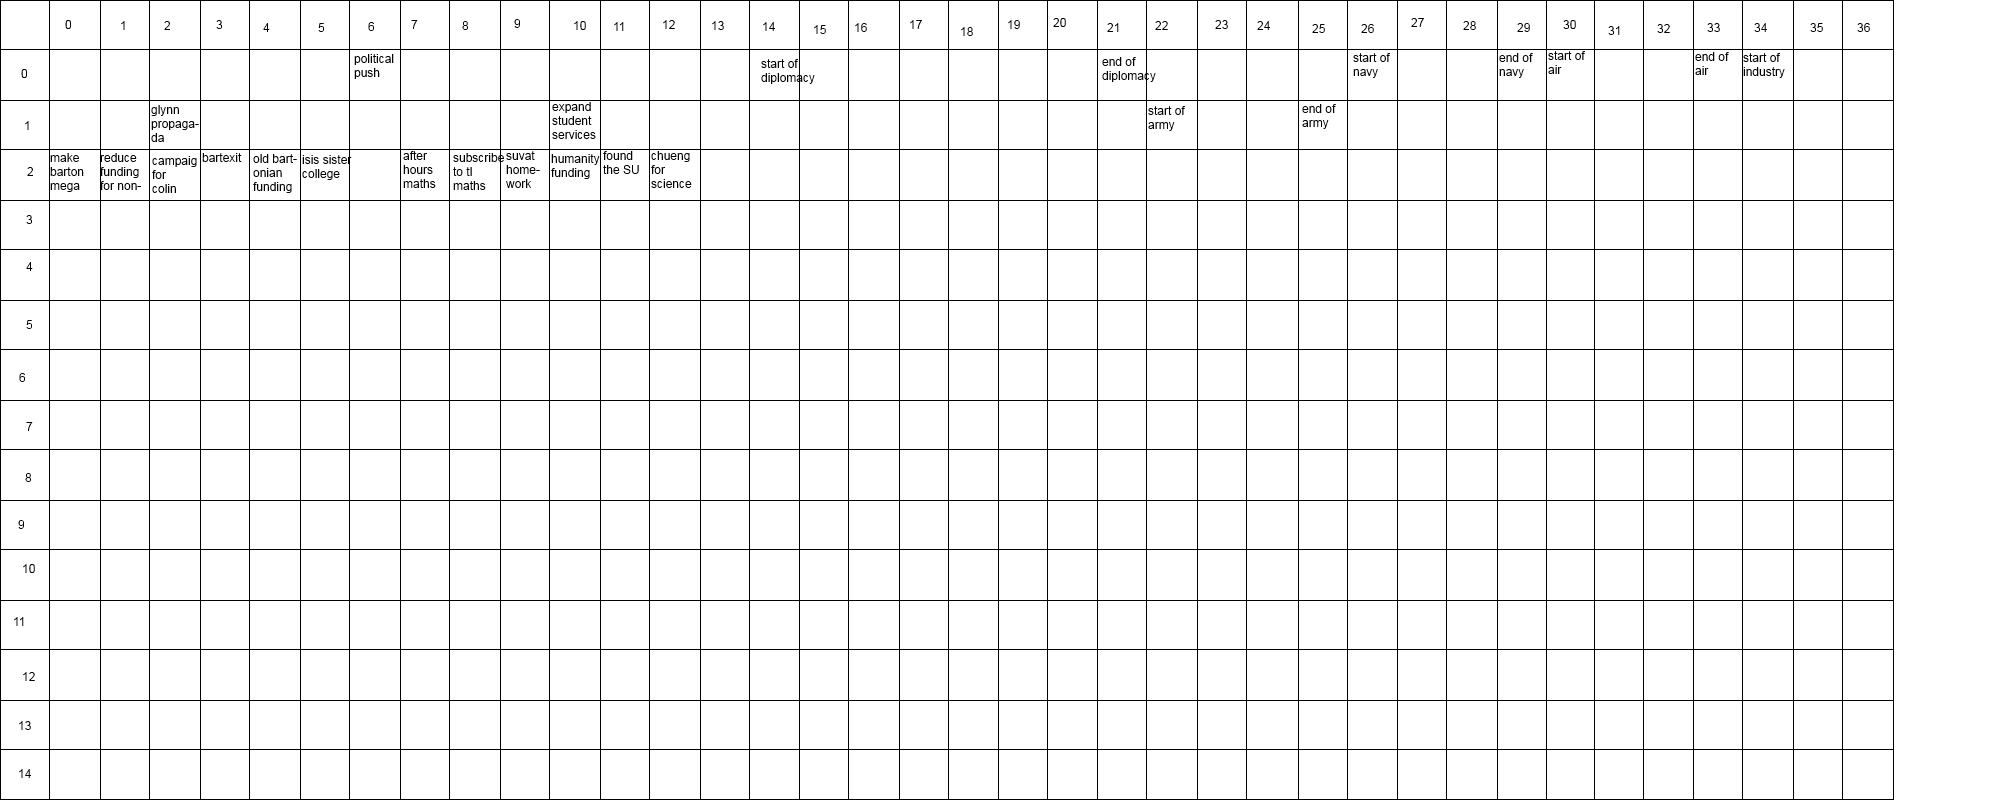 0 1 2 3 4 5 6 7 8 9 10 11 12 13 14 15 16 17 18 19 20 21 22 23 24 25 26 27 28 29 30 31 32 33 34 35 36
0
political
push
start of
diplomacy
end of
diplomacy
start of
navy
end of
navy
start of
air
end of
air
start of
industry
1
glynn
propaga-
da
expand
student
services
start of
army
end of
army
2
make
barton
mega
reduce
funding
for non-
campaig
for
colin
bartexit
old bart-
onian
funding
isis sister
college
after
hours
maths
subscribe
to tl
maths
suvat
home-
work
humanity
funding
found
the SU
chueng
for
science
3
4
5
6
7
8
9
10
11
12
13
14